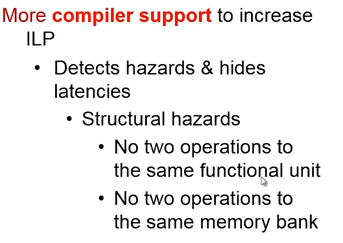 More compiler support to increase
ILP
• Detects hazards & hides
latencies
• Structural hazards
• No two operations to
the same functional unit
• No two operations to
the same memory bank